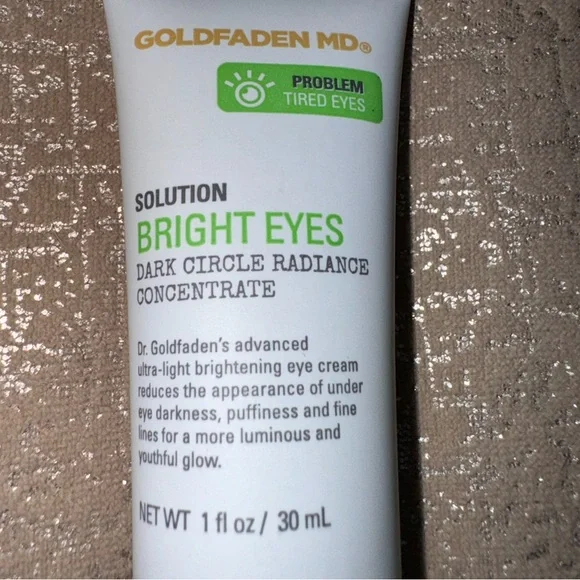 GOLDFADEN MD®
PROBLEM
TIRED EYES
SOLUTION
BRIGHT EYES
DARK CIRCLE RADIANCE
CONCENTRATE
Dr. Goldfaden's advanced
ultra-light brightening eye cream
reduces the appearance of under
eye darkness, puffiness and fine
lines for a more luminous and
youthful glow.
NET WT 1 fl oz / 30 mL